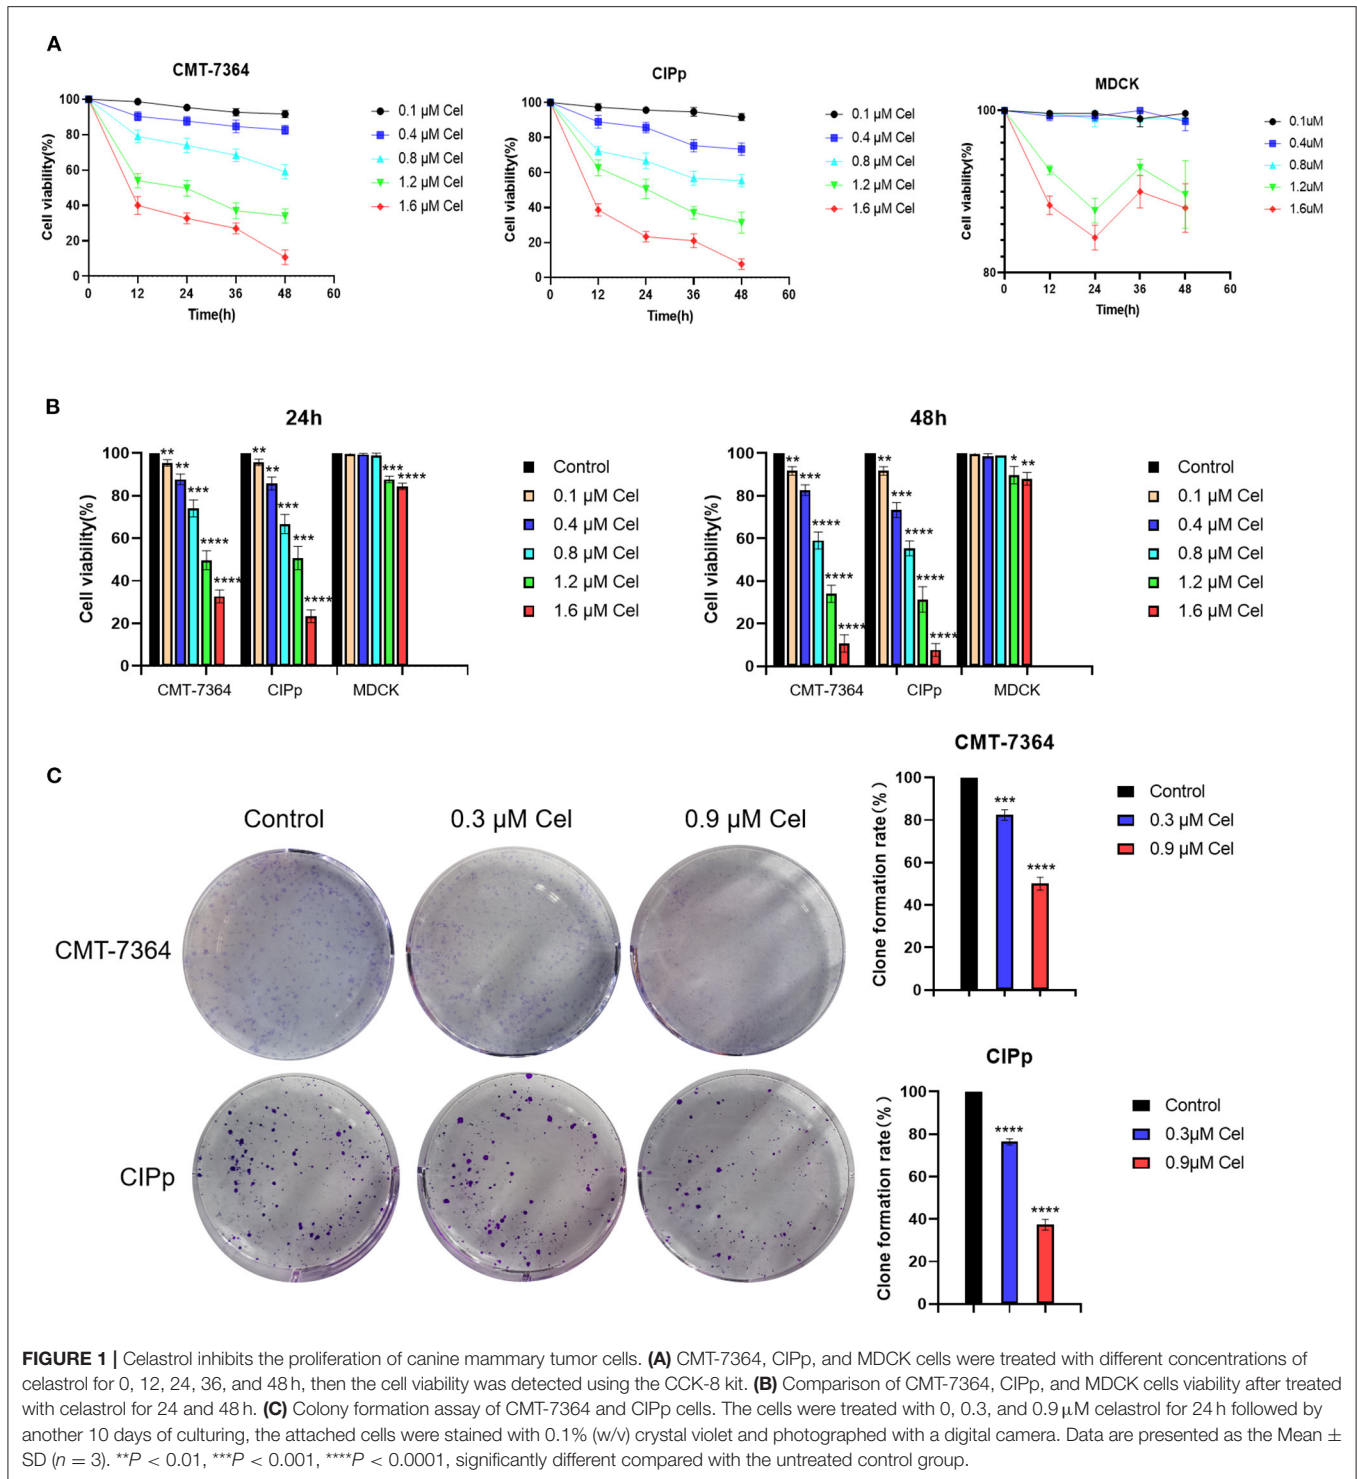 A
CMT-7364
100
80
60
40
20
0
Cell viability(%)
0 12 24 36 48 60
Time(h)
0.1 μM Cel
0.4 μM Cel
0.8 μM Cel
1.2 μM Cel
1.6 μM Cel
CIPp
100
80
60
40
20
0
Cell viability(%)
0 12 24 36 48 60
Time(h)
0.1 μM Cel
0.4 μM Cel
0.8 μM Cel
1.2 μM Cel
1.6 μM Cel
MDCK
100
80
Cell viability(%)
0 12 24 36 48 60
Time(h)
0.1uM
0.4uM
0.8uM
1.2uM
1.6uM
B
24h
100
80
60
40
20
0
Cell viability(%)
** ** *** **** ****
** ** *** *** ****
*** ****
CMT-7364 CIPp MDCK
Control
0.1 μM Cel
0.4 μM Cel
0.8 μM Cel
1.2 μM Cel
1.6 μM Cel
48h
100
80
60
40
20
0
Cell viability(%)
** *** **** **** ****
** *** **** **** ****
* **
CMT-7364 CIPp MDCK
Control
0.1 μM Cel
0.4 μM Cel
0.8 μM Cel
1.2 μM Cel
1.6 μM Cel
C
Control 0.3 μM Cel 0.9 μM Cel
CMT-7364
CIPp
CMT-7364
100
80
60
40
20
0
Clone formation rate(%)
*** ****
Control
0.3 μM Cel
0.9 μM Cel
CIPp
100
80
60
40
20
0
Clone formation rate(%)
**** ****
Control
0.3μM Cel
0.9μM Cel
FIGURE 1 | Celastrol inhibits the proliferation of canine mammary tumor cells. (A) CMT-7364, CIPp, and MDCK cells were treated with different concentrations of
celastrol for 0, 12, 24, 36, and 48 h, then the cell viability was detected using the CCK-8 kit. (B) Comparison of CMT-7364, CIPp, and MDCK cells viability after treated
with celastrol for 24 and 48 h. (C) Colony formation assay of CMT-7364 and CIPp cells. The cells were treated with 0, 0.3, and 0.9 μM celastrol for 24 h followed by
another 10 days of culturing, the attached cells were stained with 0.1% (w/v) crystal violet and photographed with a digital camera. Data are presented as the Mean ±
SD (n = 3). **P < 0.01, ***P < 0.001, ****P < 0.0001, significantly different compared with the untreated control group.